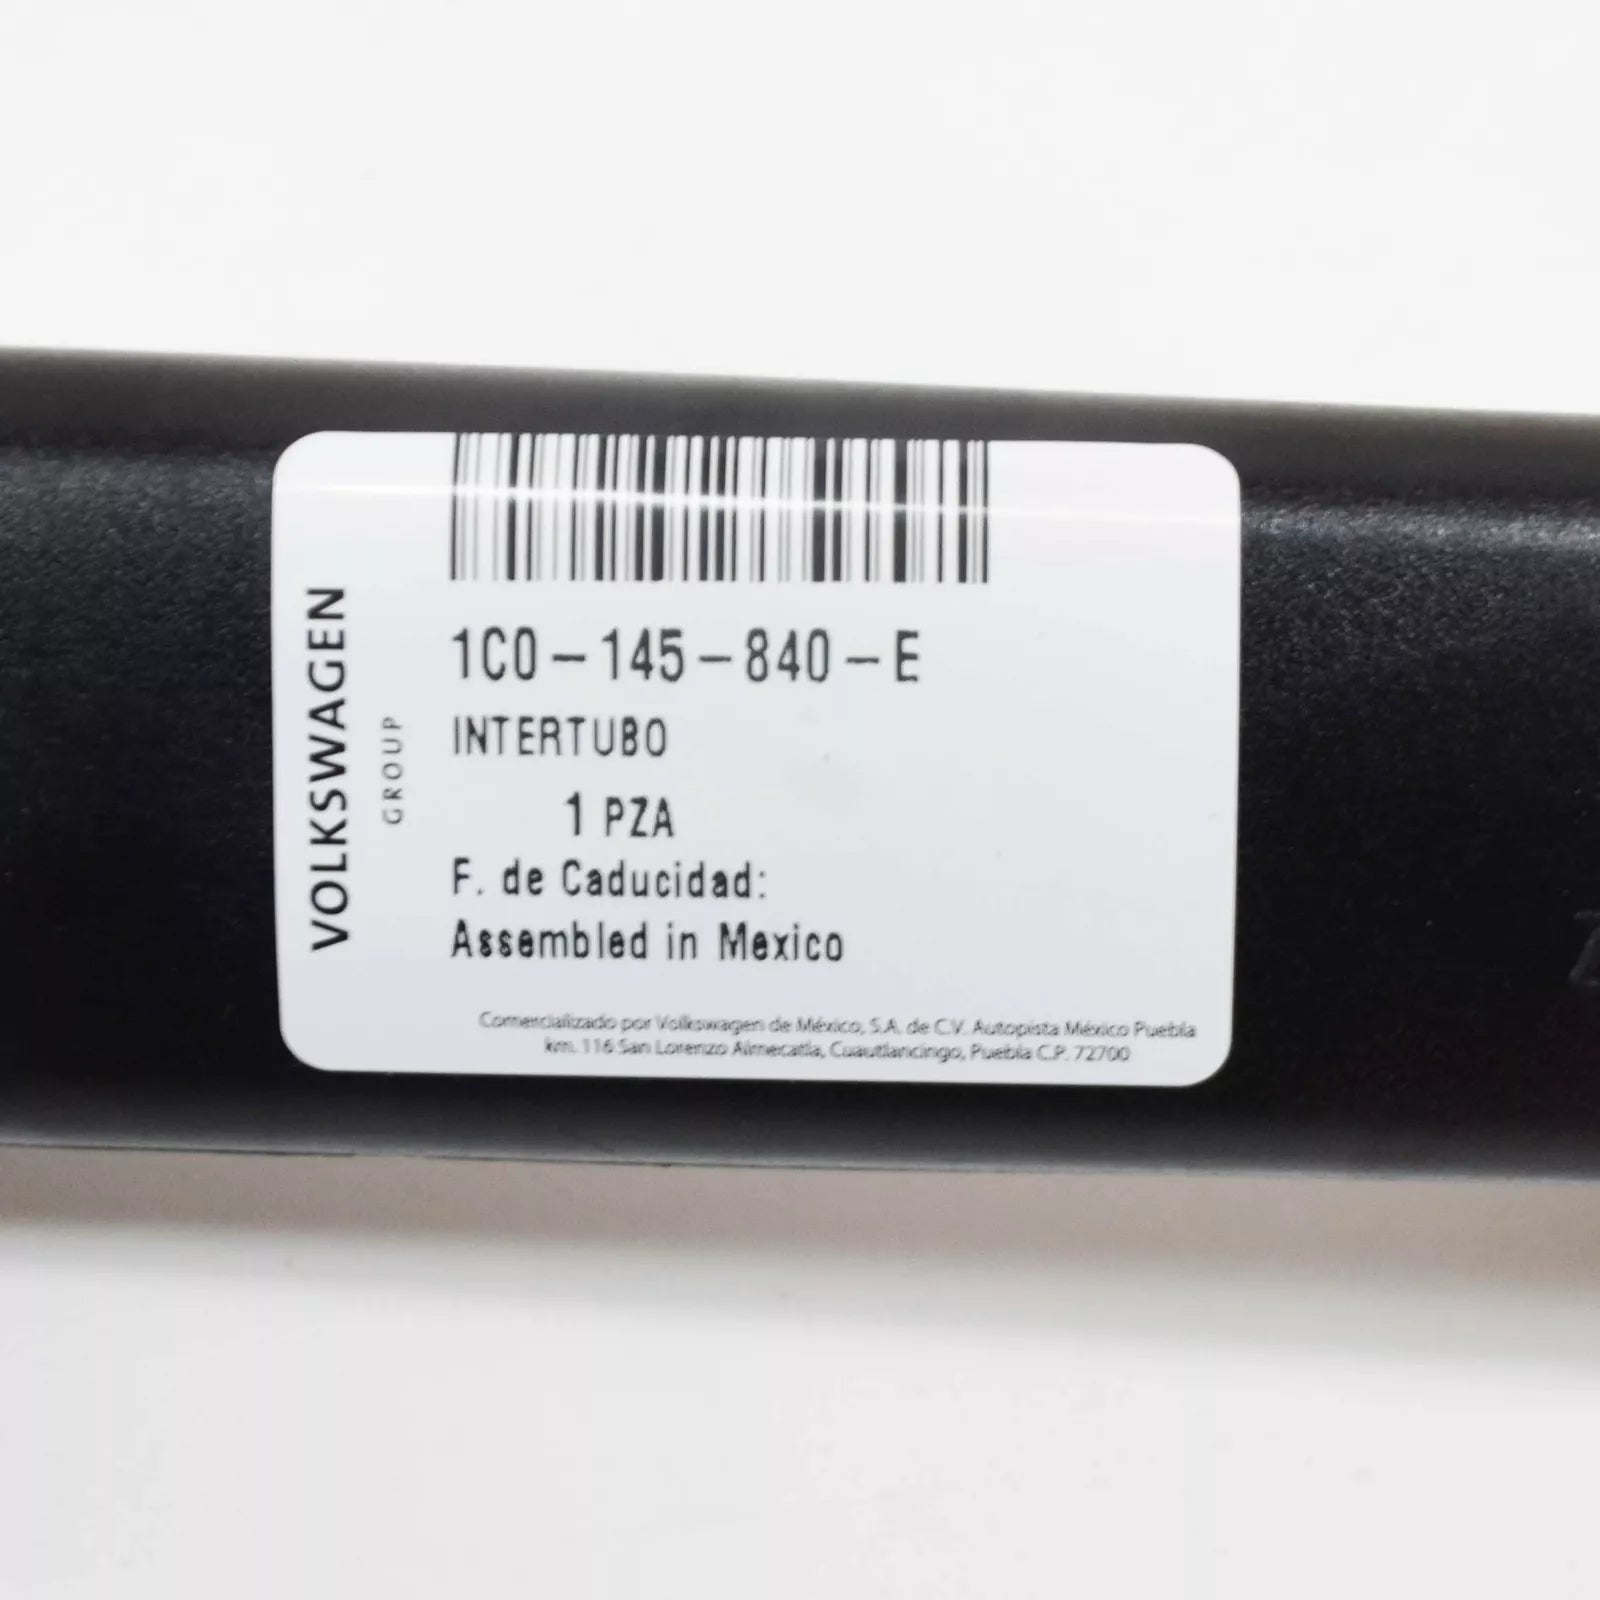 VOLKSWAGEN
GROUP
1C0-145-840-E
INTERTUBO
1 PZA
F. de Caducidad:
Assembled in Mexico
Comercializado por Volkswagen de México, S.A. de C.V. Autopista México Puebla
km. 116 San Lorenzo Almecatla, Cuautlancingo, Puebla C.P. 72700